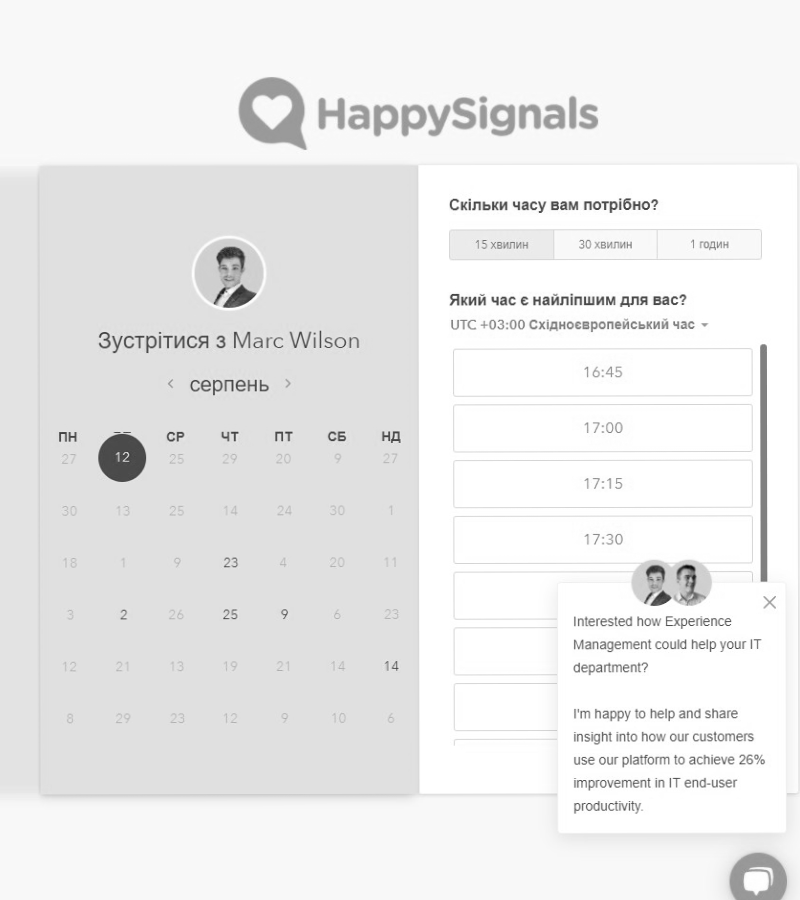 HappySignals
Зустрітися з Marc Wilson
серпень
ПН СР ЧТ ПТ СБ НД
27 12 25 29 20 9 27
30 13 25 14 24 30 1
18 1 9 23 4 20 11
3 2 26 25 9 6 23
12 21 13 19 21 14 14
8 29 23 12 9 10 6
Скільки часу вам потрібно?
15 хвилин 30 хвилин 1 годин
Який час є найліпшим для вас?
UTC +03:00 Східноєвропейський час
16:45
17:00
17:15
17:30
Interested how Experience
Management could help your IT
department?
I'm happy to help and share
insight into how our customers
use our platform to achieve 26%
improvement in IT end-user
productivity.